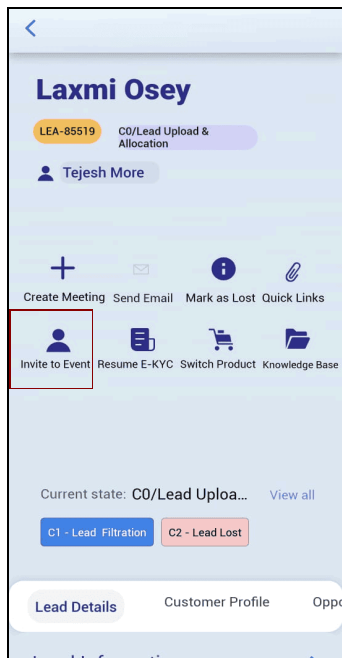 Laxmi Osey
LEA-85519
C0/Lead Upload &
Allocation
Tejesh More
Create Meeting
Send Email
Mark as Lost
Quick Links
Invite to Event
Resume E-KYC
Switch Product
Knowledge Base
Current state: C0/Lead Uploa...
View all
C1 - Lead Filtration
C2 - Lead Lost
Lead Details
Customer Profile
Oppo